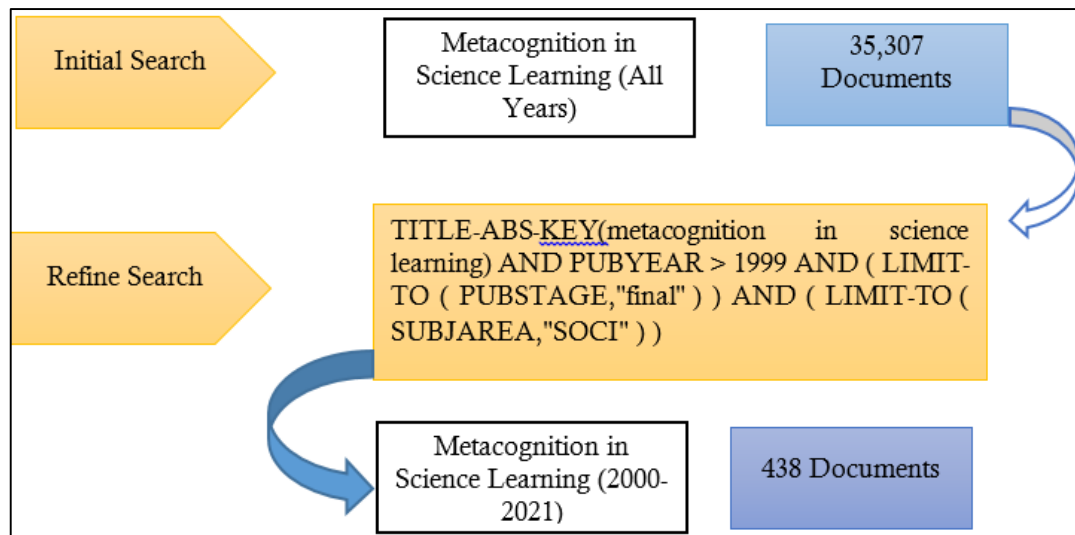 Initial Search
Metacognition in
Science Learning (All
Years)
35,307
Documents
Refine Search
TITLE-ABS-KEY(metacognition in science
learning) AND PUBYEAR > 1999 AND ( LIMIT-
TO ( PUBSTAGE,"final" ) ) AND ( LIMIT-TO (
SUBJAREA,"SOCI" ) )
Metacognition in
Science Learning (2000-
2021)
438 Documents